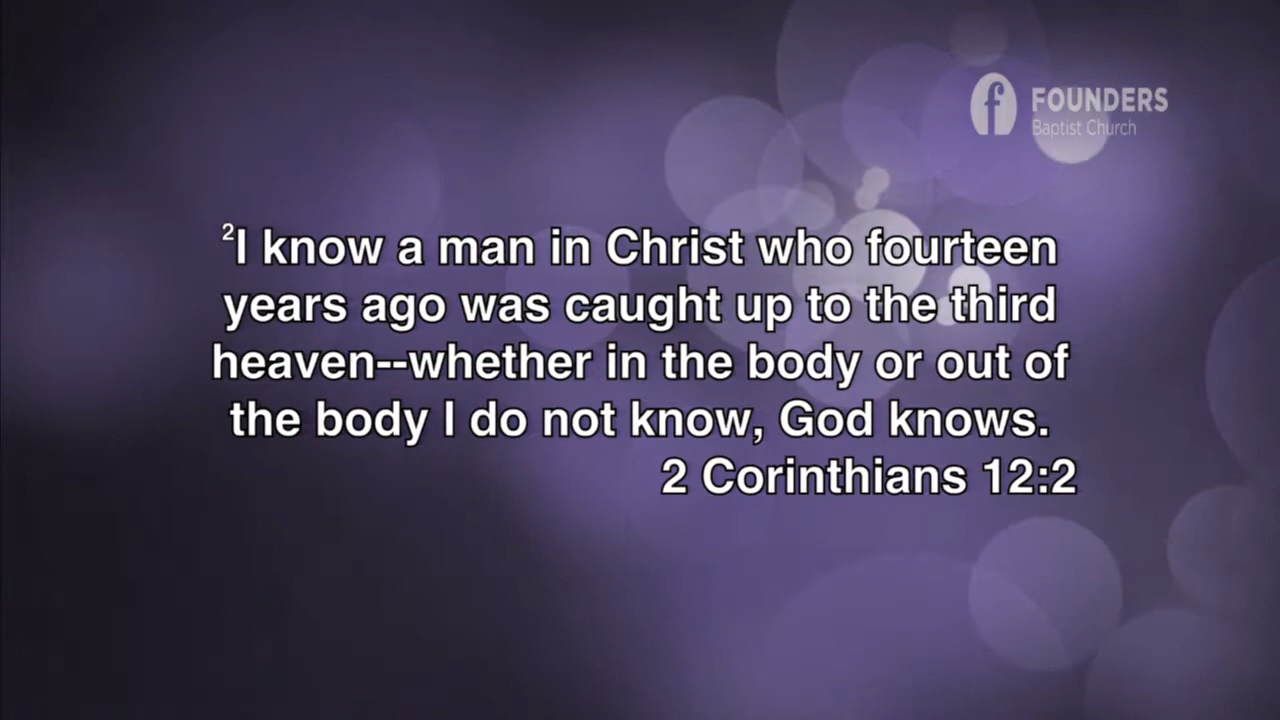 FOUNDERS
Baptist Church
²I know a man in Christ who fourteen
years ago was caught up to the third
heaven--whether in the body or out of
the body I do not know, God knows.
2 Corinthians 12:2